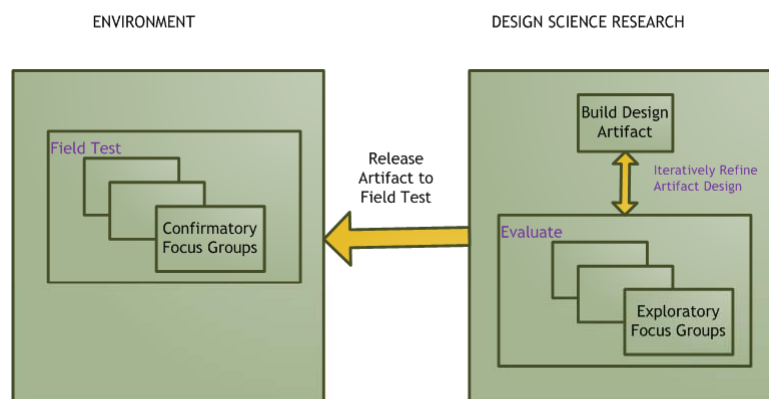 ENVIRONMENT
DESIGN SCIENCE RESEARCH
Field Test
Confirmatory
Focus Groups
Release
Artifact to
Field Test
Build Design
Artifact
Iteratively Refine
Artifact Design
Evaluate
Exploratory
Focus Groups